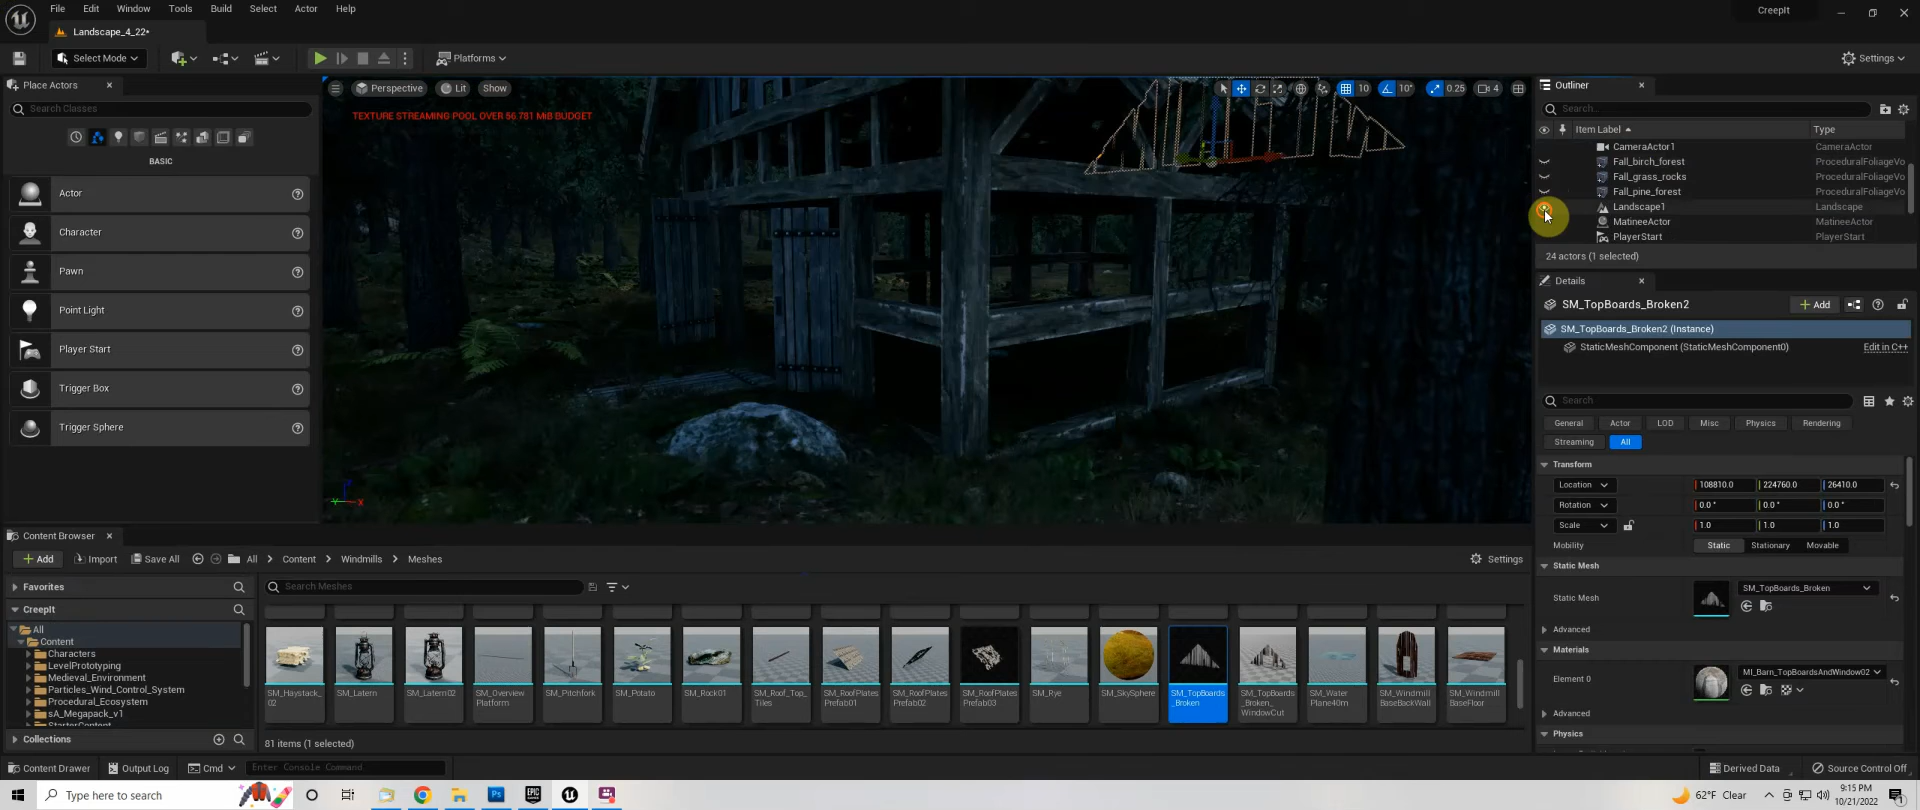 File Edit Window Tools Build Select Actor Help
CreepIt
Landscape_4_22•
Select Mode
Platforms
Settings
Place Actors
Search Classes
BASIC
Actor
Character
Pawn
Point Light
Player Start
Trigger Box
Trigger Sphere
Perspective Lit Show
10 10° 0.25 4
TEXTURE STREAMING POOL OVER 56.781 MiB BUDGET
Outliner
Search...
Item Label Type
CameraActor1 CameraActor
Fall_birch_forest ProceduralFoliageVo
Fall_grass_rocks ProceduralFoliageVo
Fall_pine_forest ProceduralFoliageVo
Landscape1 Landscape
MatineeActor MatineeActor
PlayerStart PlayerStart
24 actors (1 selected)
Details
SM_TopBoards_Broken2
Add
SM_TopBoards_Broken2 (Instance)
StaticMeshComponent (StaticMeshComponent0) Edit in C++
Search
General Actor LOD Misc Physics Rendering
Streaming All
Transform
Location 108810.0 224760.0 26410.0
Rotation 0.0° 0.0° 0.0°
Scale 1.0 1.0 1.0
Mobility Static Stationary Movable
Static Mesh
Static Mesh SM_TopBoards_Broken
Advanced
Materials
Element 0 MI_Barn_TopBoardsAndWindow02
Advanced
Physics
Content Browser
Add Import Save All All Content Windmills Meshes Settings
Favorites
CreepIt
All
Content
Characters
LevelPrototyping
Medieval_Environment
Particles_Wind_Control_System
Procedural_Ecosystem
sA_Megapack_v1
StarterContent
Collections
Search Meshes
SM_Haystack_02
SM_Latern
SM_Latern02
SM_Overview Platform
SM_Pitchfork
SM_Potato
SM_Rock01
SM_Roof_Top_Tiles
SM_RoofPlates Prefab01
SM_RoofPlates Prefab02
SM_RoofPlates Prefab03
SM_Rye
SM_SkySphere
SM_TopBoards_Broken
SM_TopBoards_Broken_WindowCut
SM_Water Plane40m
SM_Windmill BaseBackWall
SM_Windmill BaseFloor
81 items (1 selected)
Content Drawer Output Log Cmd Enter Console Command
Derived Data Source Control Off
Type here to search
62°F Clear
9:15 PM
10/21/2022